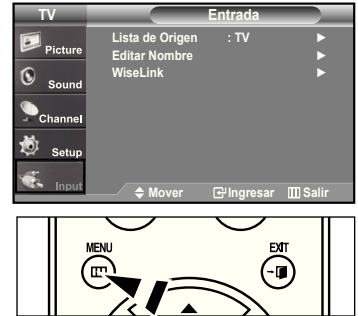 TV Entrada
Picture
Sound
Channel
Setup
Input
Lista de Origen : TV
Editar Nombre
WiseLink
Mover Ingresar Salir
MENU EXIT